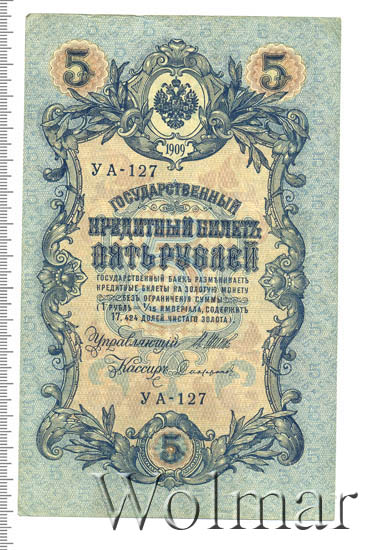 5 5
1909
УА-127
ГОСУДАРСТВЕННЫЙ
КРЕДИТНЫЙ БИЛЕТЪ
ПЯТЬ РУБЛЕЙ
ГОСУДАРСТВЕННЫЙ БАНКЪ РАЗМѢНИВАЕТЪ
КРЕДИТНЫЕ БИЛЕТЫ НА ЗОЛОТУЮ МОНЕТУ
БЕЗЪ ОГРАНИЧЕНІЯ СУММЫ
(1 РУБЛЬ = 1/15 ИМПЕРІАЛА, СОДЕРЖИТЪ
17,424 ДОЛЕЙ ЧИСТАГО ЗОЛОТА).
Управляющій
Кассиръ
УА-127
5
Wolmar